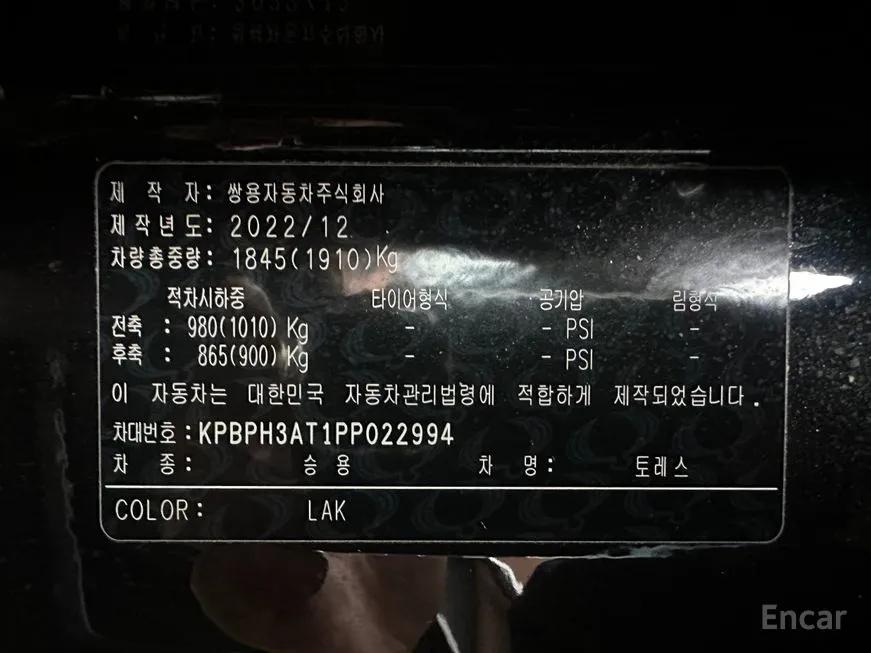 제 작 자 : 쌍용자동차주식회사
제작년도 : 2022/12
차량총중량 : 1845(1910)Kg
적차시하중 타이어형식 공기압 림형식
전축 : 980(1010) Kg - - PSI -
후축 : 865(900) Kg - - PSI -
이 자동차는 대한민국 자동차관리법령에 적합하게 제작되었습니다.
차대번호 : KPBPH3AT1PP022994
차 종 : 승 용 차 명 : 토레스
COLOR : LAK
Encar